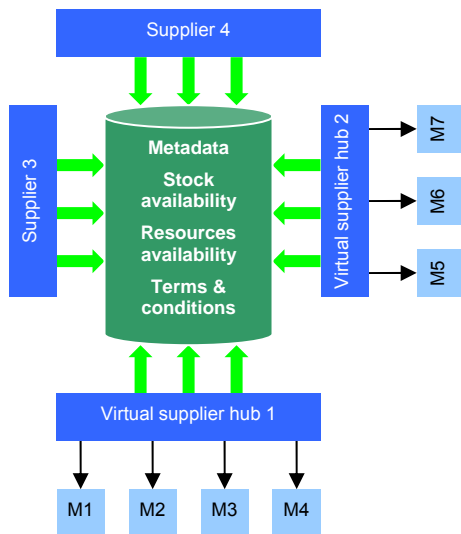 Supplier 4
Supplier 3
Metadata
Stock
availability
Resources
availability
Terms &
conditions
Virtual supplier hub 2
M7
M6
M5
Virtual supplier hub 1
M1
M2
M3
M4